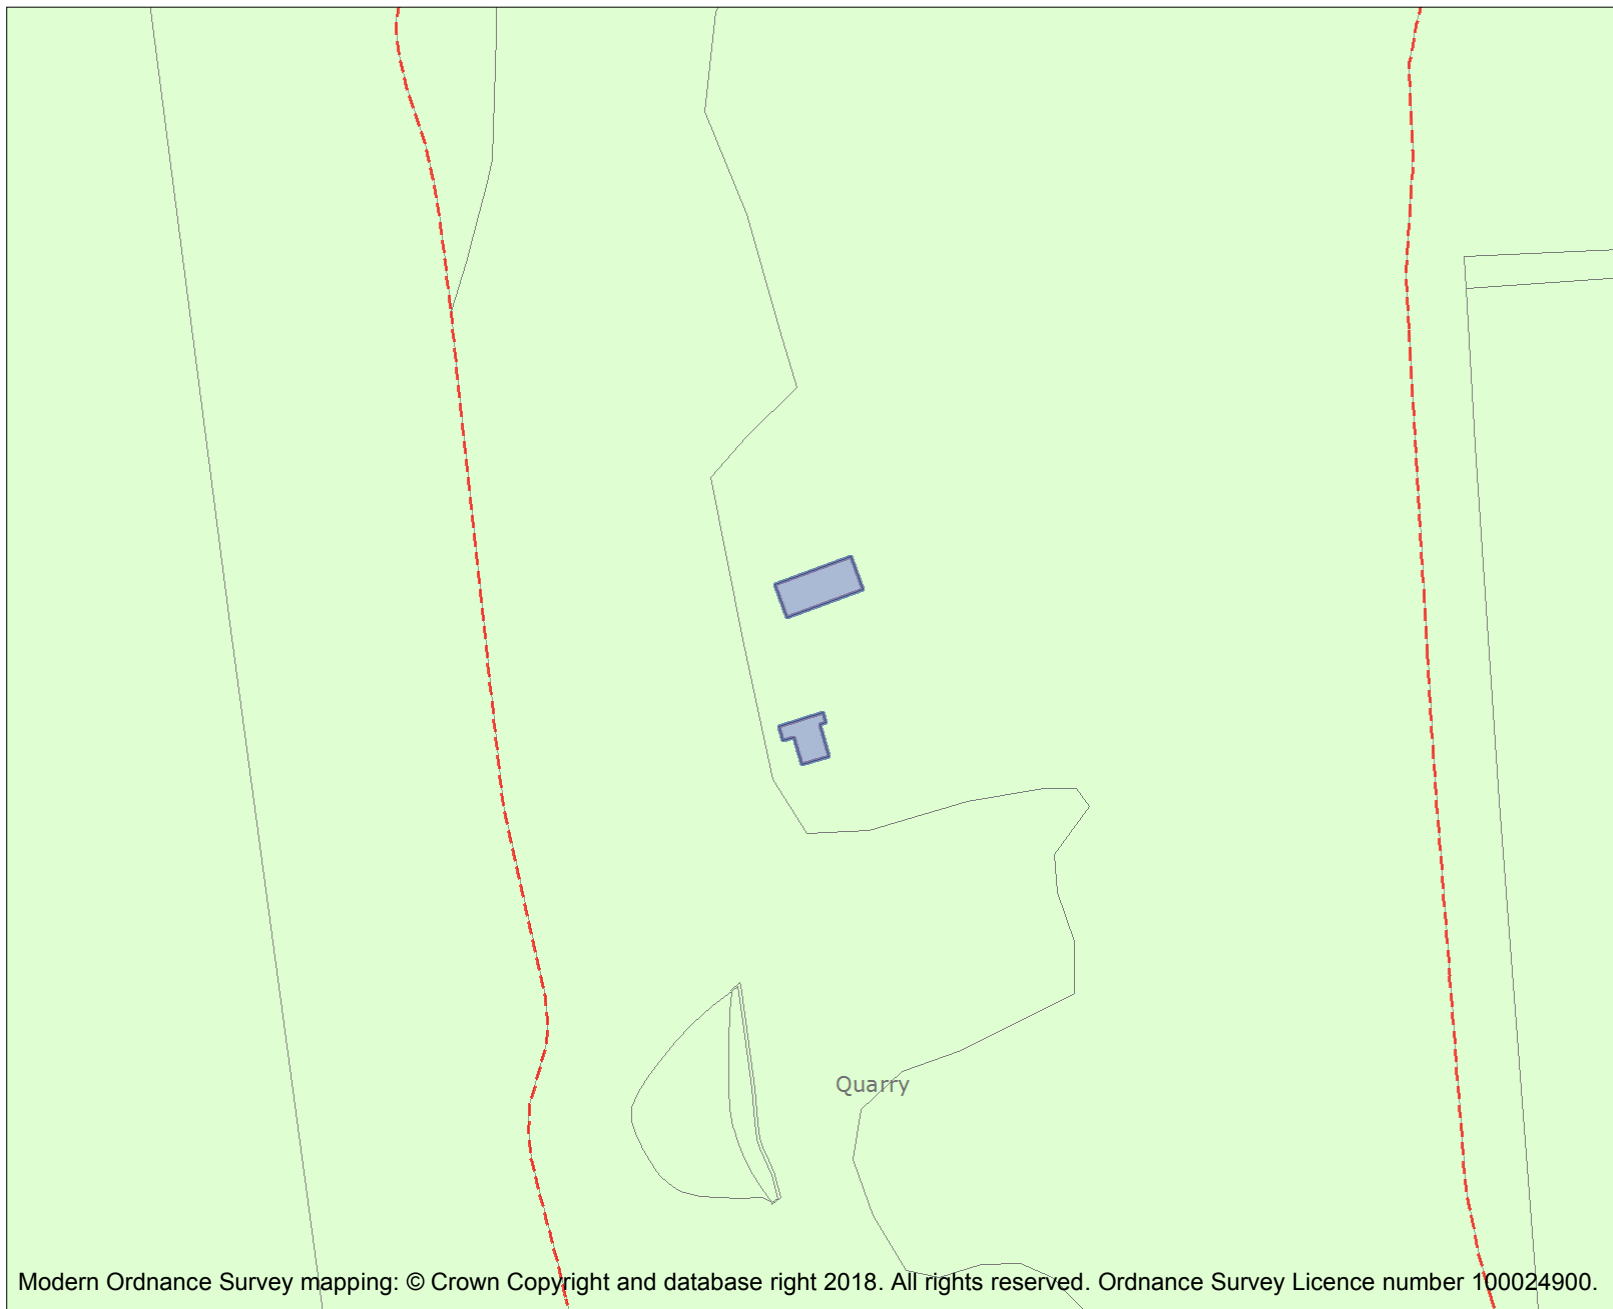 Quarry
Modern Ordnance Survey mapping: © Crown Copyright and database right 2018. All rights reserved. Ordnance Survey Licence number 100024900.